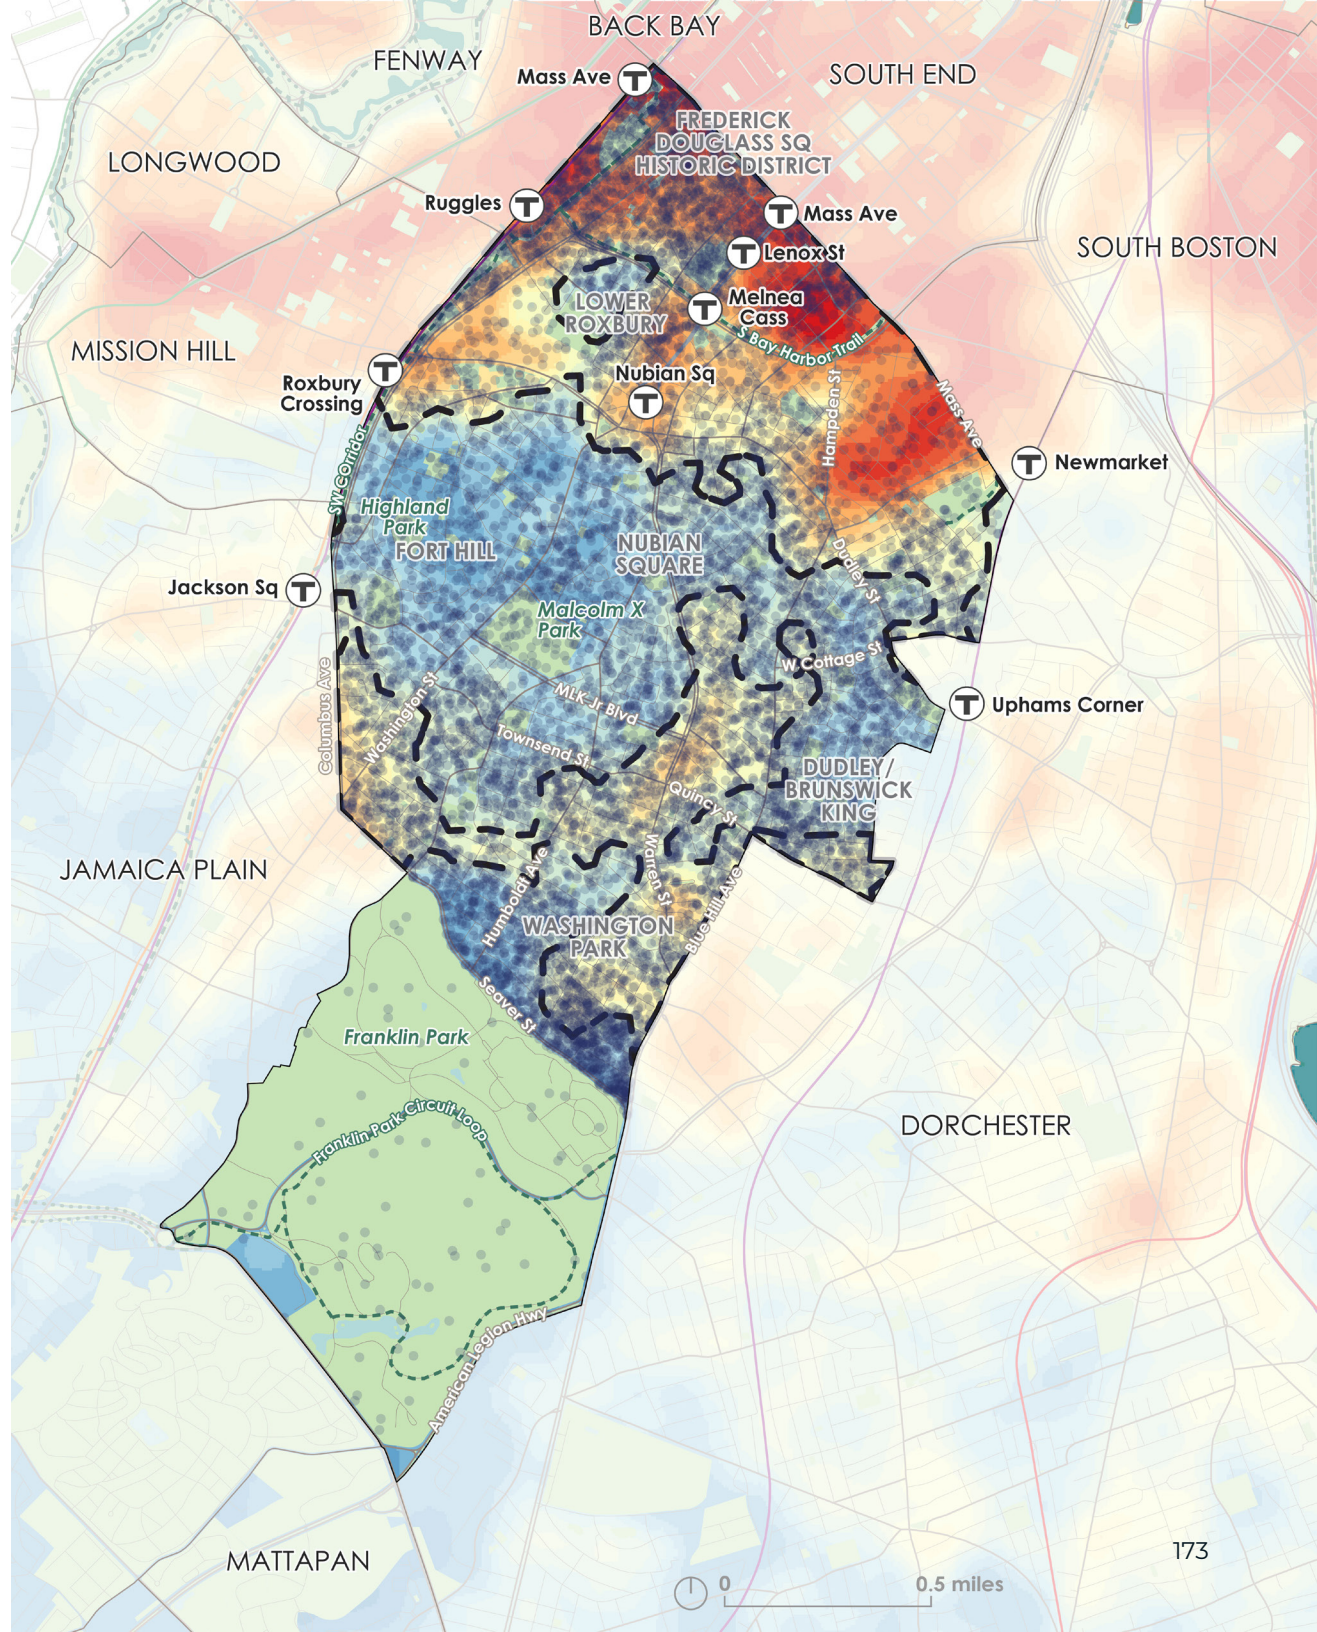 BACK BAY
FENWAY
Mass Ave
SOUTH END
FREDERICK
DOUGLASS SQ
HISTORIC DISTRICT
LONGWOOD
Ruggles
Mass Ave
Lenox St
SOUTH BOSTON
LOWER
ROXBURY
Melnea
Cass
S Bay Harbor Trail
MISSION HILL
Roxbury
Crossing
Nubian Sq
Hampden St
Mass Ave
Newmarket
SW Corridor
Highland
Park
FORT HILL
NUBIAN
SQUARE
Dudley St
Jackson Sq
Malcolm X
Park
W Cottage St
Columbus Ave
Washington St
MLK Jr Blvd
Townsend St
Uphams Corner
DUDLEY/
BRUNSWICK
KING
Quincy St
JAMAICA PLAIN
Humboldt Ave
Warren St
Blue Hill Ave
WASHINGTON
PARK
Seaver St
Franklin Park
Franklin Park Circuit Loop
DORCHESTER
American Legion Hwy
MATTAPAN
173
0
0.5 miles
T
T
T
T
T
T
T
T
T
T